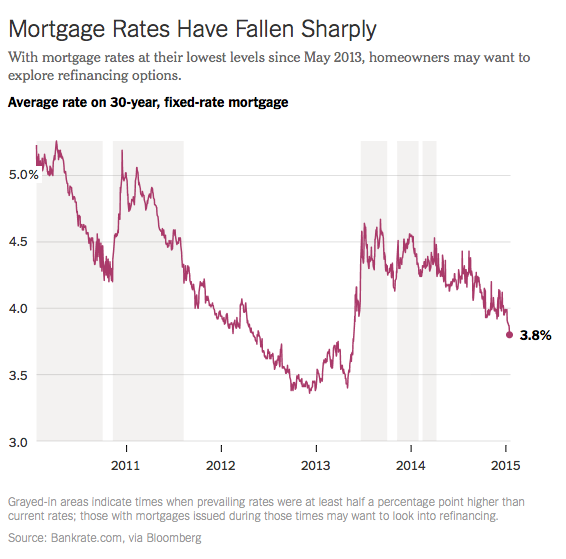 Mortgage Rates Have Fallen Sharply
With mortgage rates at their lowest levels since May 2013, homeowners may want to
explore refinancing options.
Average rate on 30-year, fixed-rate mortgage
5.0%
4.5
4.0
3.8%
3.5
3.0
2011 2012 2013 2014 2015
Grayed-in areas indicate times when prevailing rates were at least half a percentage point higher than
current rates; those with mortgages issued during those times may want to look into refinancing.
Source: Bankrate.com, via Bloomberg